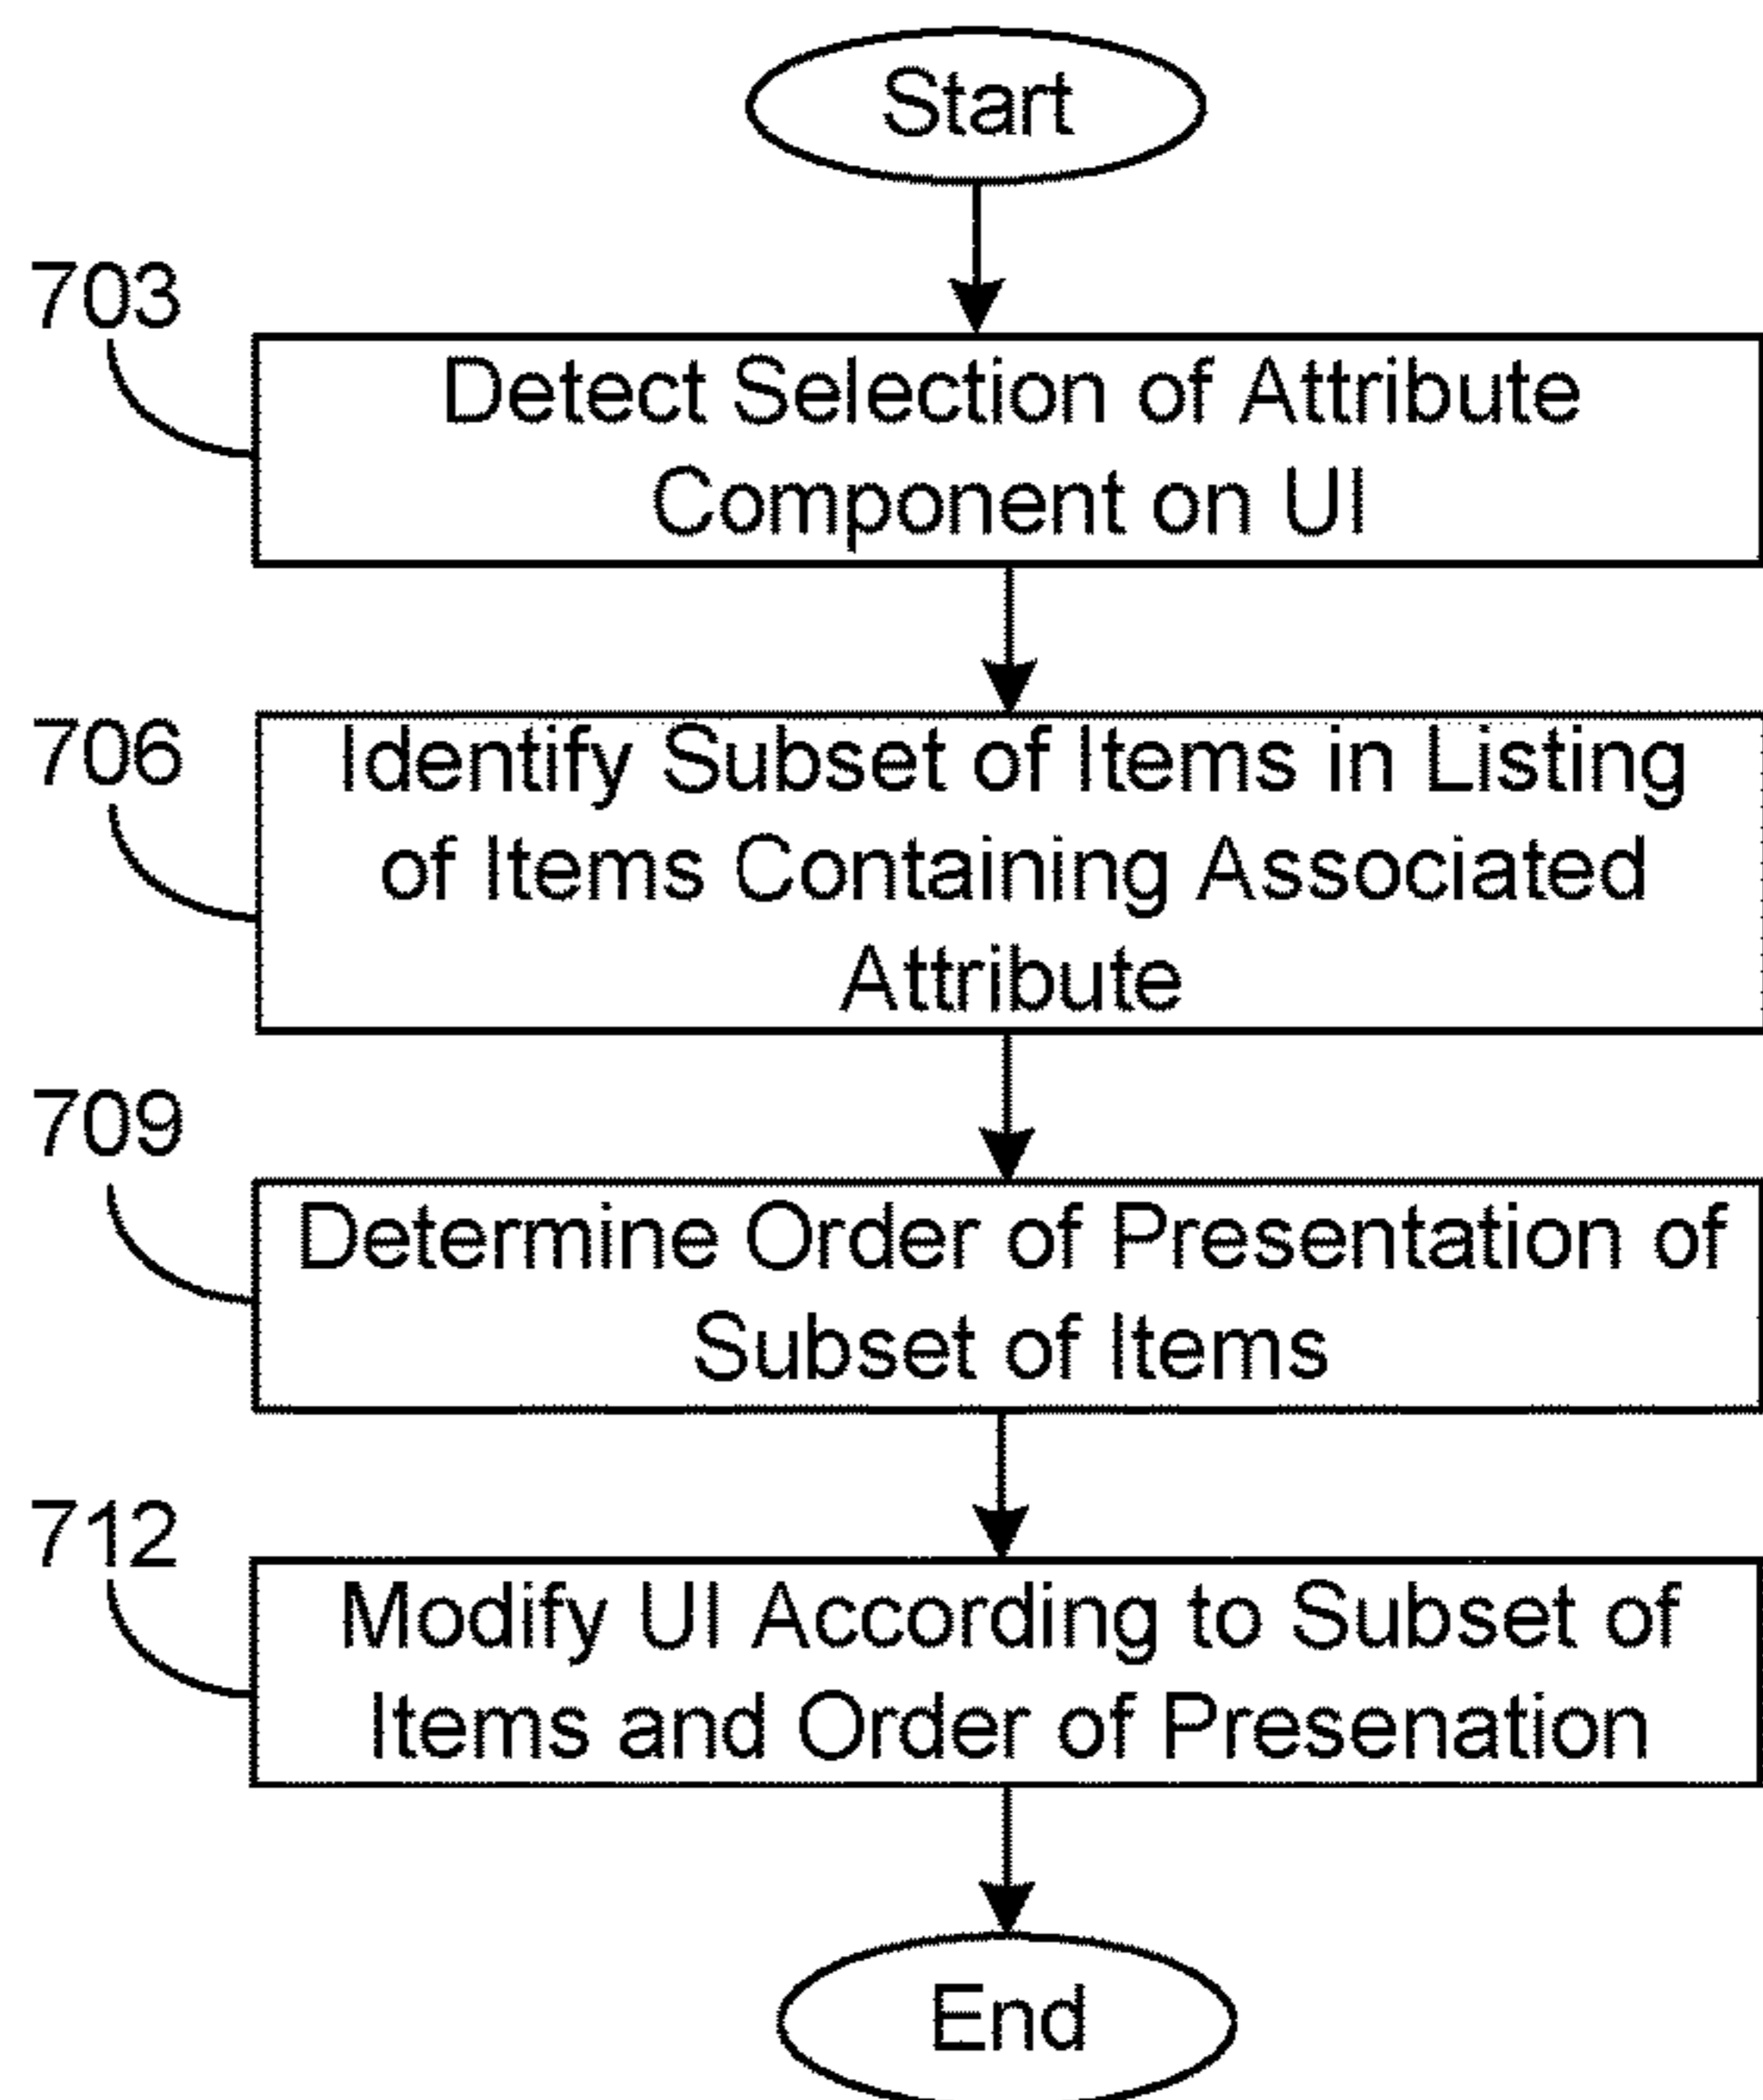 Start
703
Detect Selection of Attribute
Component on UI
706
Identify Subset of Items in Listing
of Items Containing Associated
Attribute
709
Determine Order of Presentation of
Subset of Items
712
Modify UI According to Subset of
Items and Order of Presenation
End